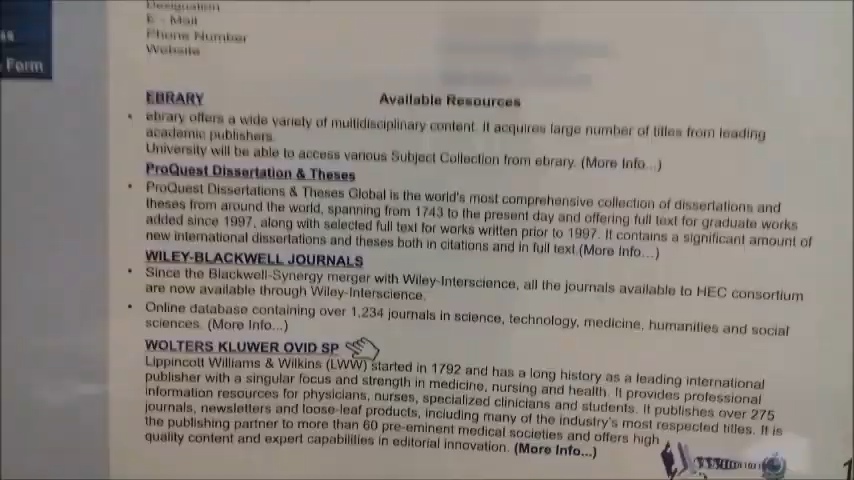 Designation
E - Mail
Phone Number
Website
Form
EBRARY
Available Resources
• ebrary offers a wide variety of multidisciplinary content. It acquires large number of titles from leading
academic publishers.
University will be able to access various Subject Collection from ebrary. (More Info...)
ProQuest Dissertation & Theses
• ProQuest Dissertations & Theses Global is the world's most comprehensive collection of dissertations and
theses from around the world, spanning from 1743 to the present day and offering full text for graduate works
added since 1997, along with selected full text for works written prior to 1997. It contains a significant amount of
new international dissertations and theses both in citations and in full text.(More Info...)
WILEY-BLACKWELL JOURNALS
• Since the Blackwell-Synergy merger with Wiley-Interscience, all the journals available to HEC consortium
are now available through Wiley-Interscience.
• Online database containing over 1,234 journals in science, technology, medicine, humanities and social
sciences. (More Info...)
WOLTERS KLUWER OVID SP
Lippincott Williams & Wilkins (LWW) started in 1792 and has a long history as a leading international
publisher with a singular focus and strength in medicine, nursing and health. It provides professional
information resources for physicians, nurses, specialized clinicians and students. It publishes over 275
journals, newsletters and loose-leaf products, including many of the industry's most respected titles. It is
the publishing partner to more than 60 pre-eminent medical societies and offers high
quality content and expert capabilities in editorial innovation. (More Info...)